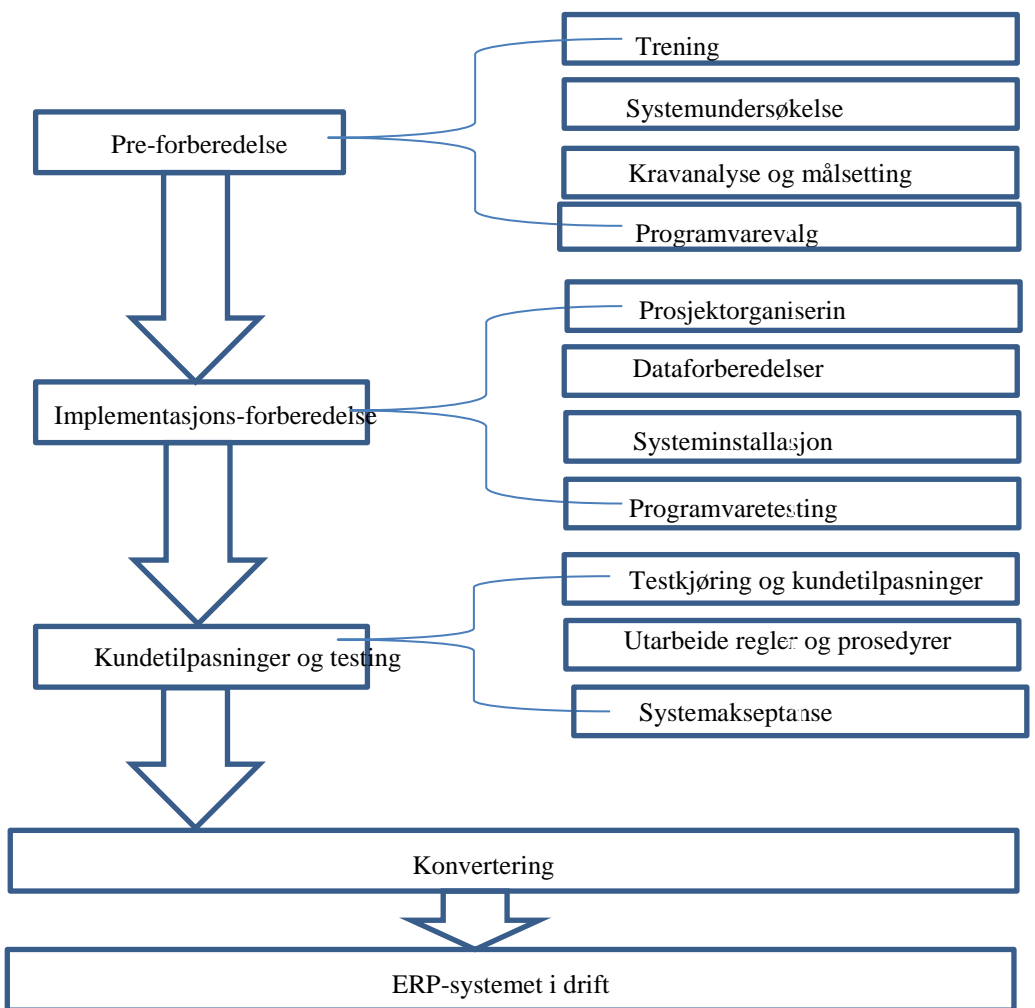 Pre-forberedelse
Trening
Systemundersøkelse
Kravanalyse og målsetting
Programvarevalg
Implementasjons-forberedelse
Prosjektorganiserin
Dataforberedelser
Systeminstallasjon
Programvaretesting
Kundetilpasninger og testing
Testkjøring og kundetilpasninger
Utarbeide regler og prosedyrer
Systemakseptanse
Konvertering
ERP-systemet i drift